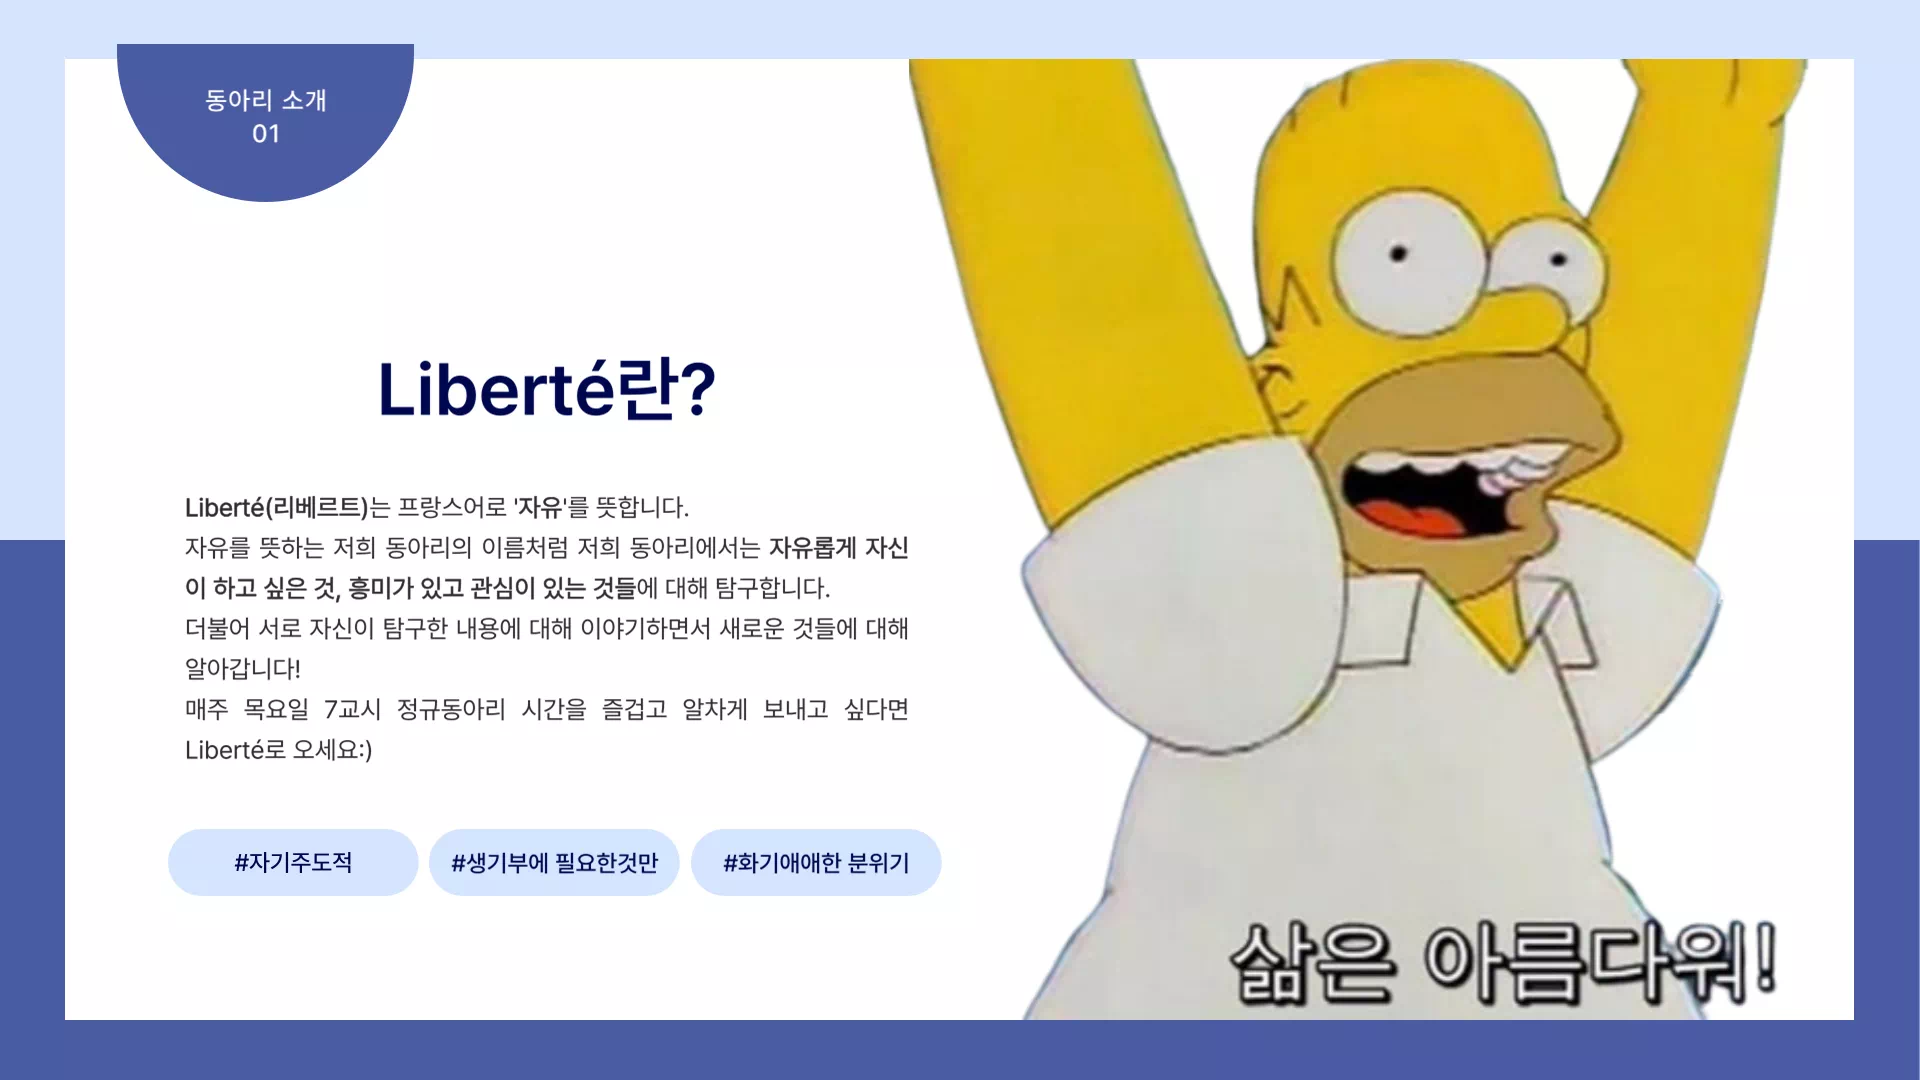 동아리 소개
01
Liberté란?
Liberté(리베르트)는 프랑스어로 '자유'를 뜻합니다.
자유를 뜻하는 저희 동아리의 이름처럼 저희 동아리에서는 자유롭게 자신
이 하고 싶은 것, 흥미가 있고 관심이 있는 것들에 대해 탐구합니다.
더불어 서로 자신이 탐구한 내용에 대해 이야기하면서 새로운 것들에 대해
알아갑니다!
매주 목요일 7교시 정규동아리 시간을 즐겁고 알차게 보내고 싶다면
Liberté로 오세요:)
#자기주도적
#생기부에 필요한것만
#화기애애한 분위기
삶은 아름다워!